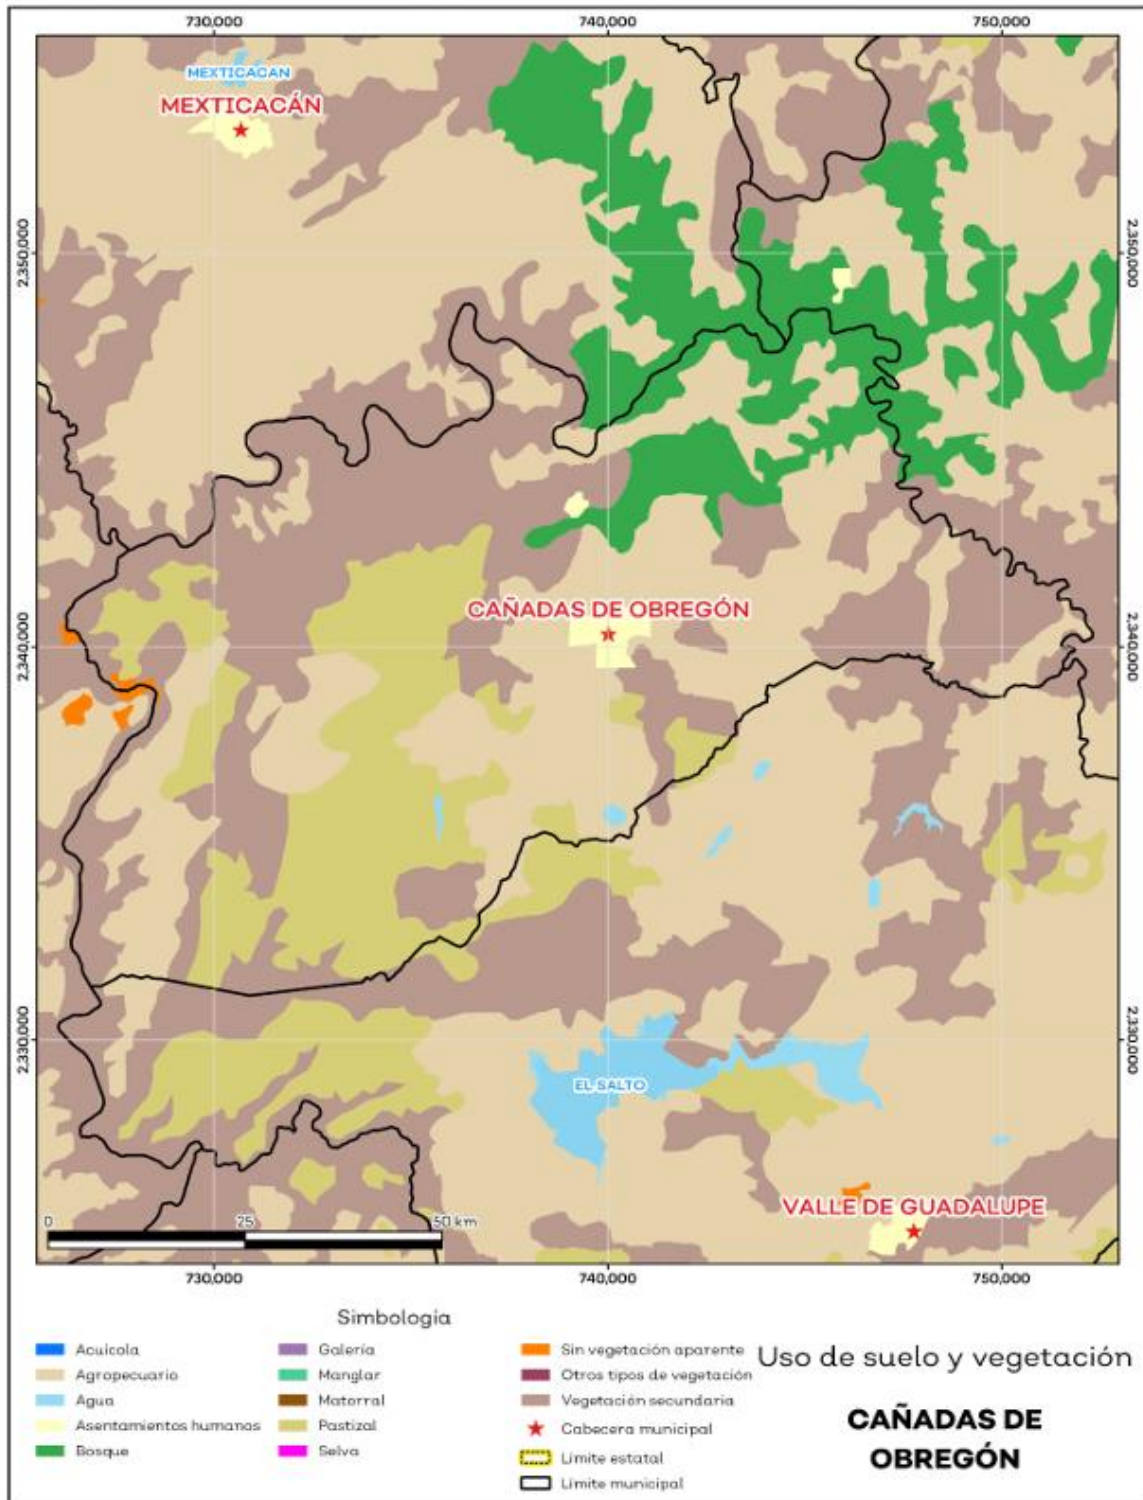 730,000 740,000 750,000
MEXTICACAN
MEXTICACÁN
2,350,000 2,350,000
CAÑADAS DE OBREGÓN
2,340,000 2,340,000
2,330,000 2,330,000
EL SALTO
VALLE DE GUADALUPE
0 25 50 km
730,000 740,000 750,000
Simbología
Acuícola
Agropecuario
Agua
Asentamientos humanos
Bosque
Galería
Manglar
Matorral
Pastizal
Selva
Sin vegetación aparente
Otros tipos de vegetación
Vegetación secundaria
Cabecera municipal
Límite estatal
Límite municipal
Uso de suelo y vegetación
CAÑADAS DE
OBREGÓN